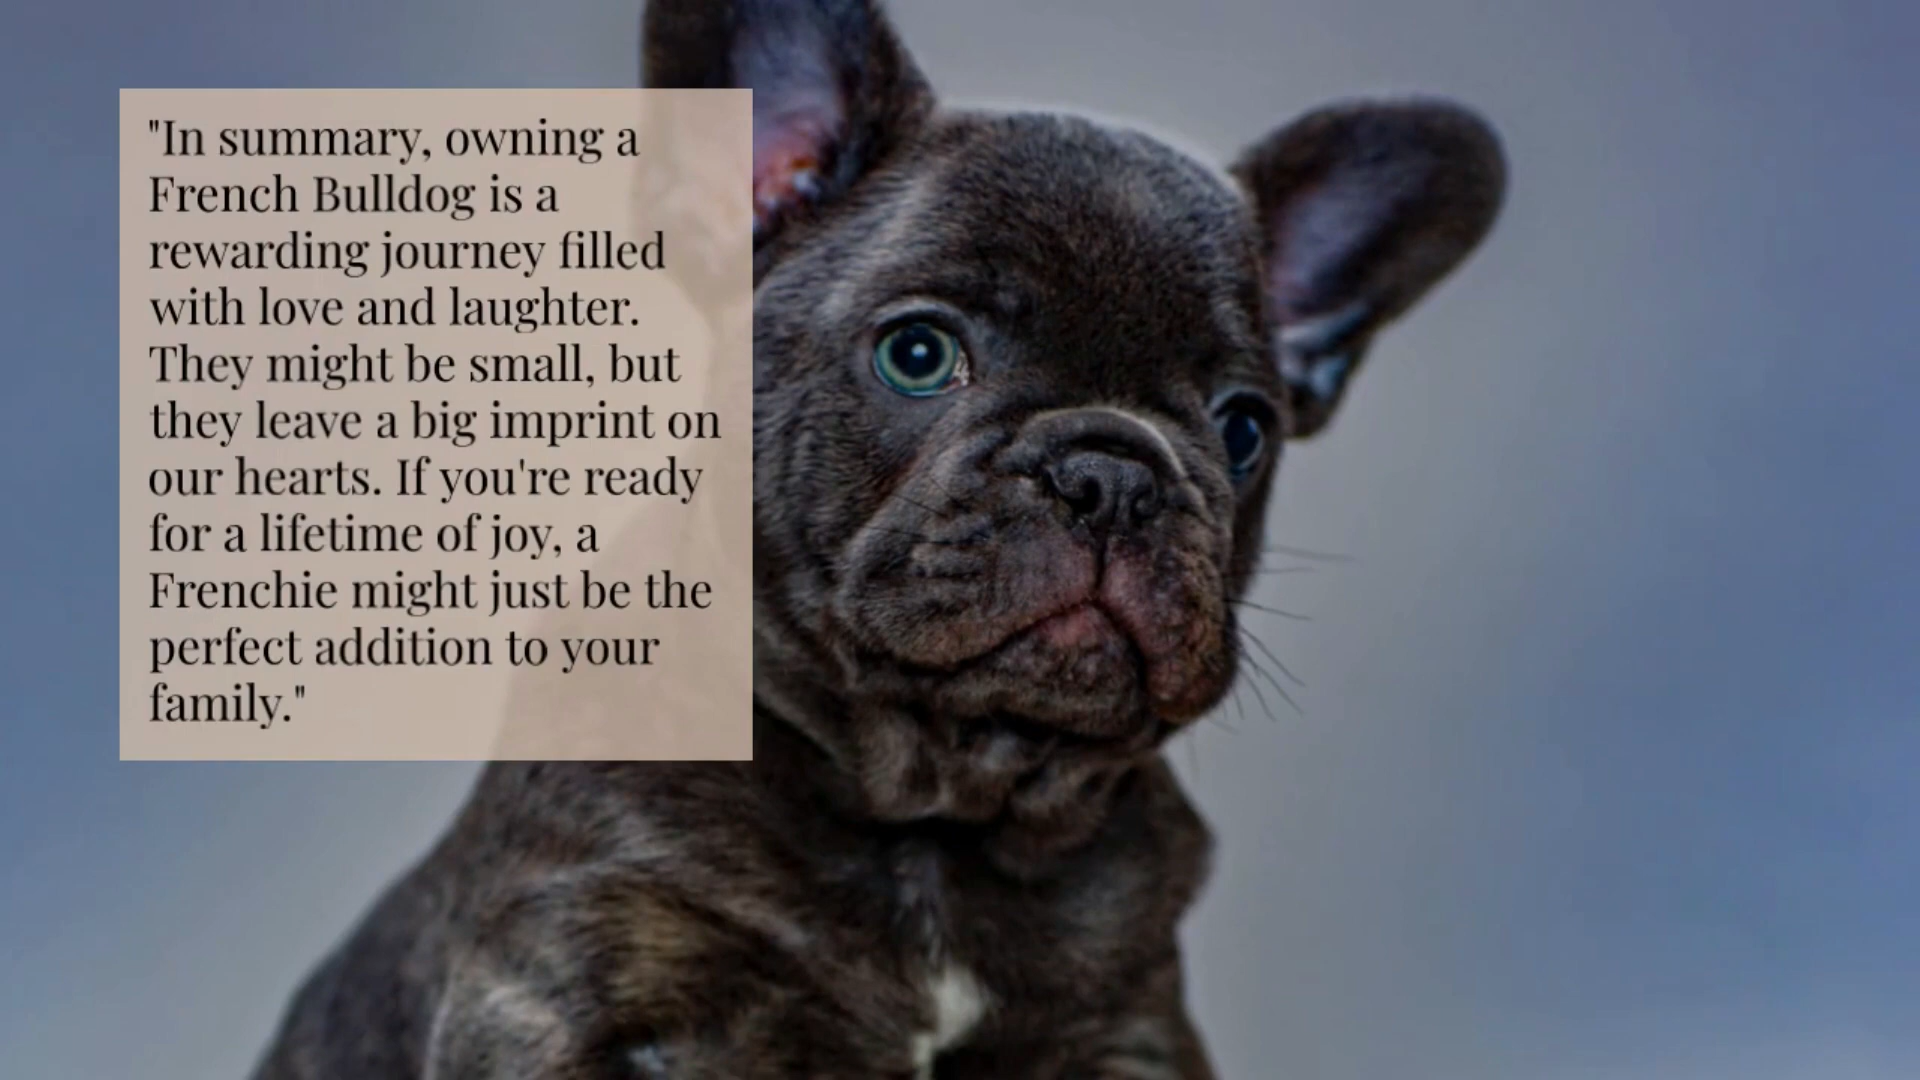 "In summary, owning a
French Bulldog is a
rewarding journey filled
with love and laughter.
They might be small, but
they leave a big imprint on
our hearts. If you're ready
for a lifetime of joy, a
Frenchie might just be the
perfect addition to your
family."